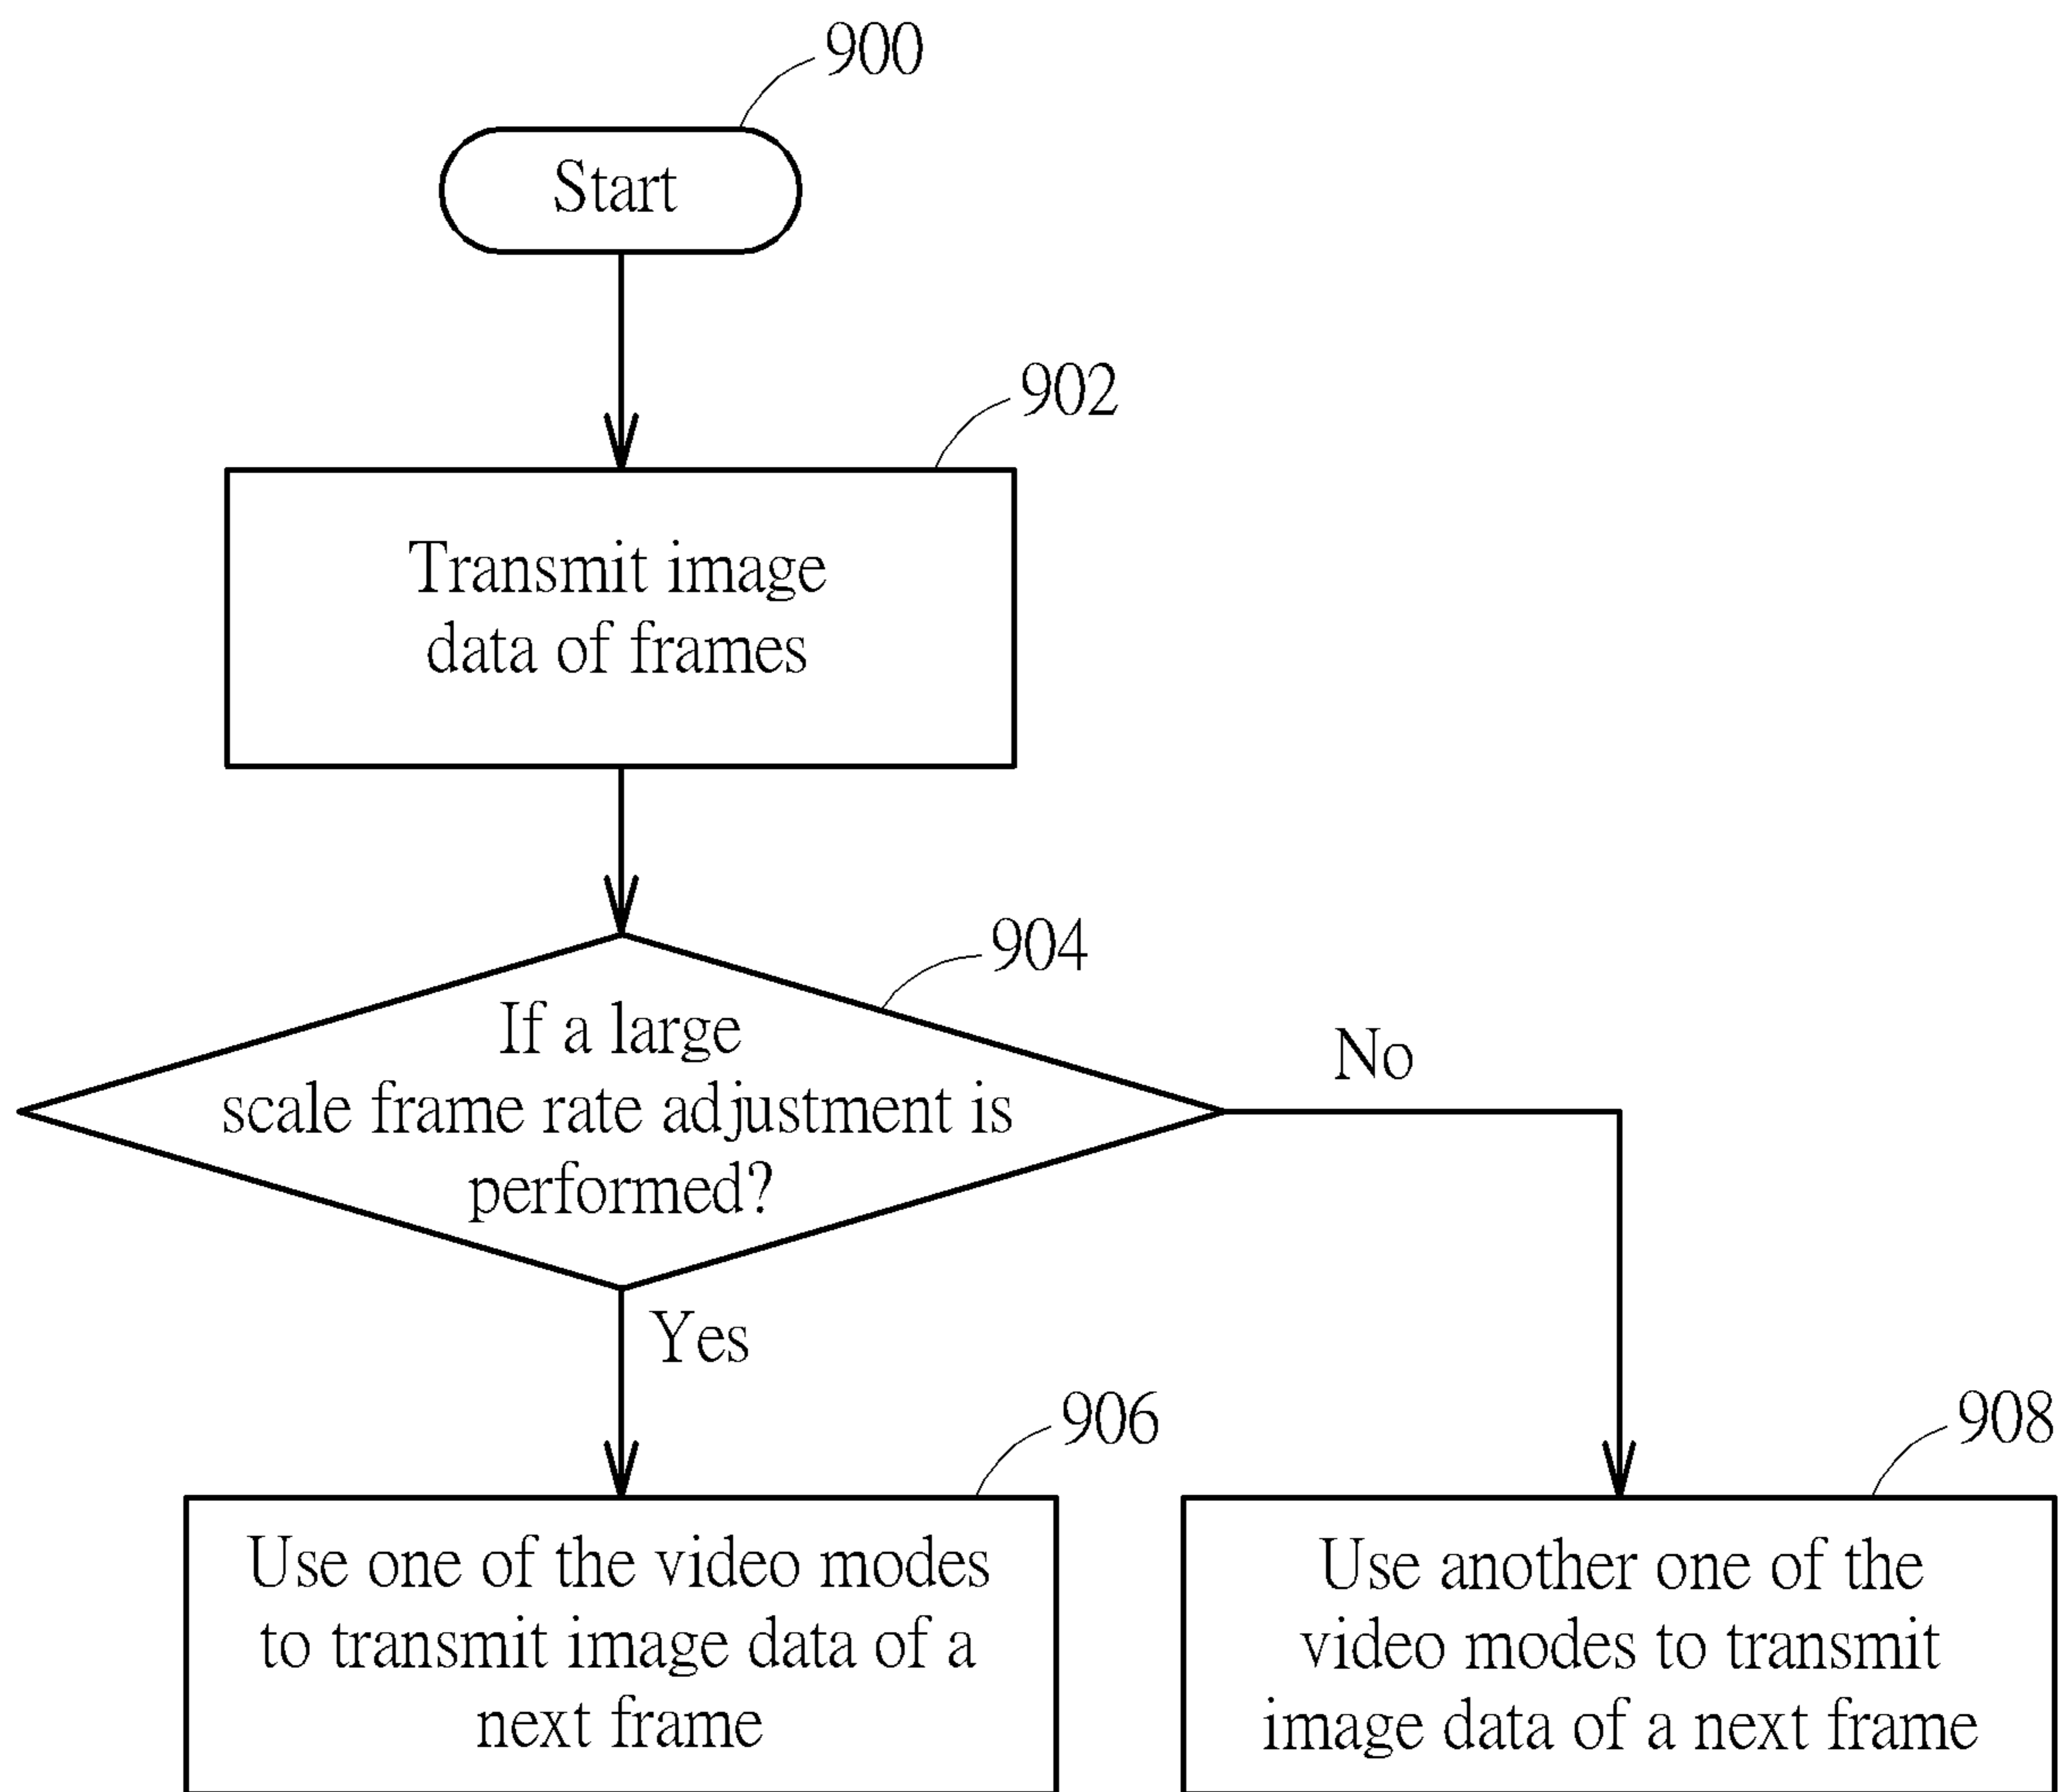 900
Start
902
Transmit image
data of frames
904
If a large
scale frame rate adjustment is
performed?
No
Yes
906
Use one of the video modes
to transmit image data of a
next frame
908
Use another one of the
video modes to transmit
image data of a next frame